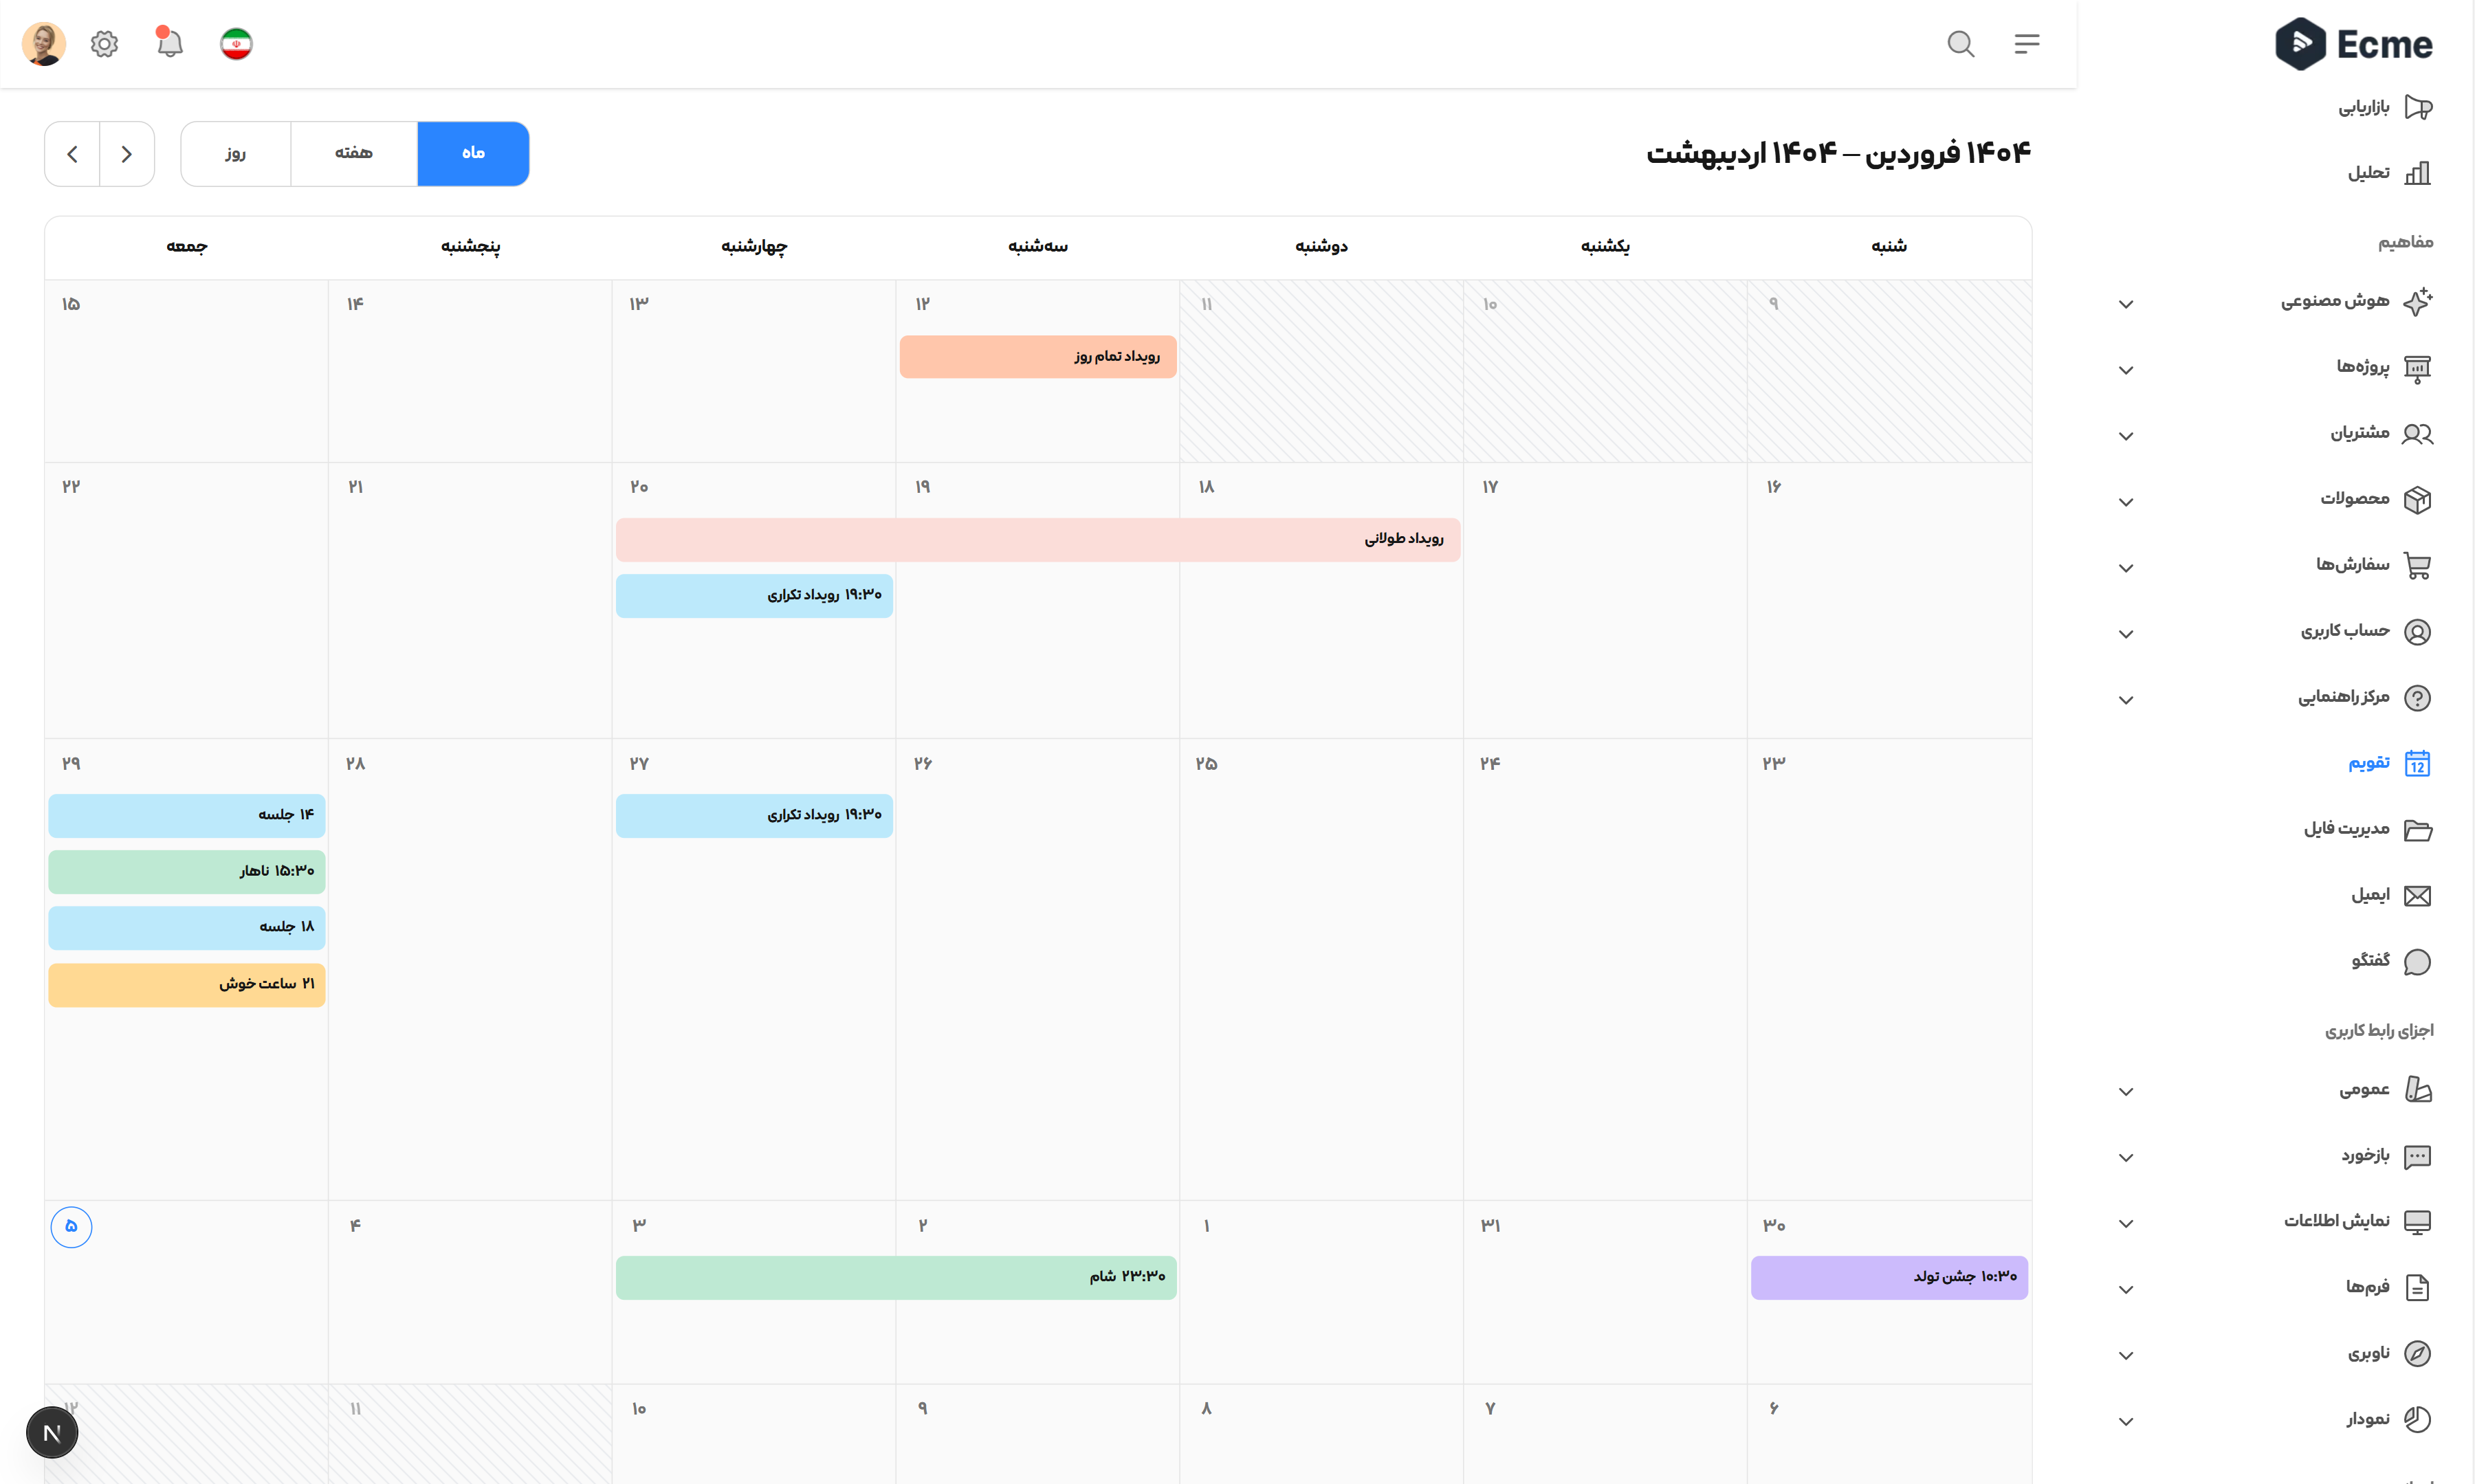 Ecme
بازاریابی
تحلیل
مفاهیم
هوش مصنوعی
پروژه‌ها
مشتریان
محصولات
سفارش‌ها
حساب کاربری
مرکز راهنمایی
12
تقویم
مدیریت فایل
ایمیل
گفتگو
اجزای رابط کاربری
عمومی
بازخورد
نمایش اطلاعات
فرم‌ها
ناوبری
نمودار
۱۴۰۴ فروردین – ۱۴۰۴ اردیبهشت
ماه هفته روز
شنبه یکشنبه دوشنبه سه‌شنبه چهارشنبه پنجشنبه جمعه
۹ ۱۰ ۱۱ ۱۲ ۱۳ ۱۴ ۱۵
رویداد تمام روز
۱۶ ۱۷ ۱۸ ۱۹ ۲۰ ۲۱ ۲۲
رویداد طولانی
۱۹:۳۰ رویداد تکراری
۲۳ ۲۴ ۲۵ ۲۶ ۲۷ ۲۸ ۲۹
۱۹:۳۰ رویداد تکراری
۱۴ جلسه
۱۵:۳۰ ناهار
۱۸ جلسه
۲۱ ساعت خوش
۳۰ ۳۱ ۱ ۲ ۳ ۴ ۵
۱۰:۳۰ جشن تولد
۲۳:۳۰ شام
۶ ۷ ۸ ۹ ۱۰ ۱۱ ۱۲
N